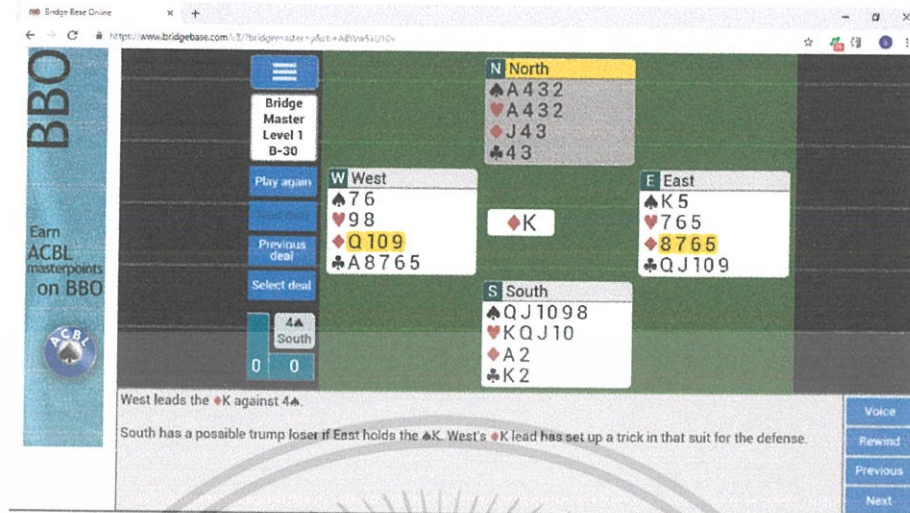 Bridge Base Online
https://www.bridgebase.com
BBO
Earn
ACBL
masterpoints
on BBO
ACBL
Bridge
Master
Level 1
B-30
Play again
Next deal
Previous
deal
Select deal
4♠
South
0 0
N North
♠A432
♥A432
♦J43
♣43
W West
♠76
♥98
♦Q109
♣A8765
♦K
E East
♠K5
♥765
♦8765
♣QJ109
S South
♠QJ1098
♥KQJ10
♦A2
♣K2
West leads the ♦K against 4♠.
South has a possible trump loser if East holds the ♠K. West's ♦K lead has set up a trick in that suit for the defense.
Voice
Rewind
Previous
Next